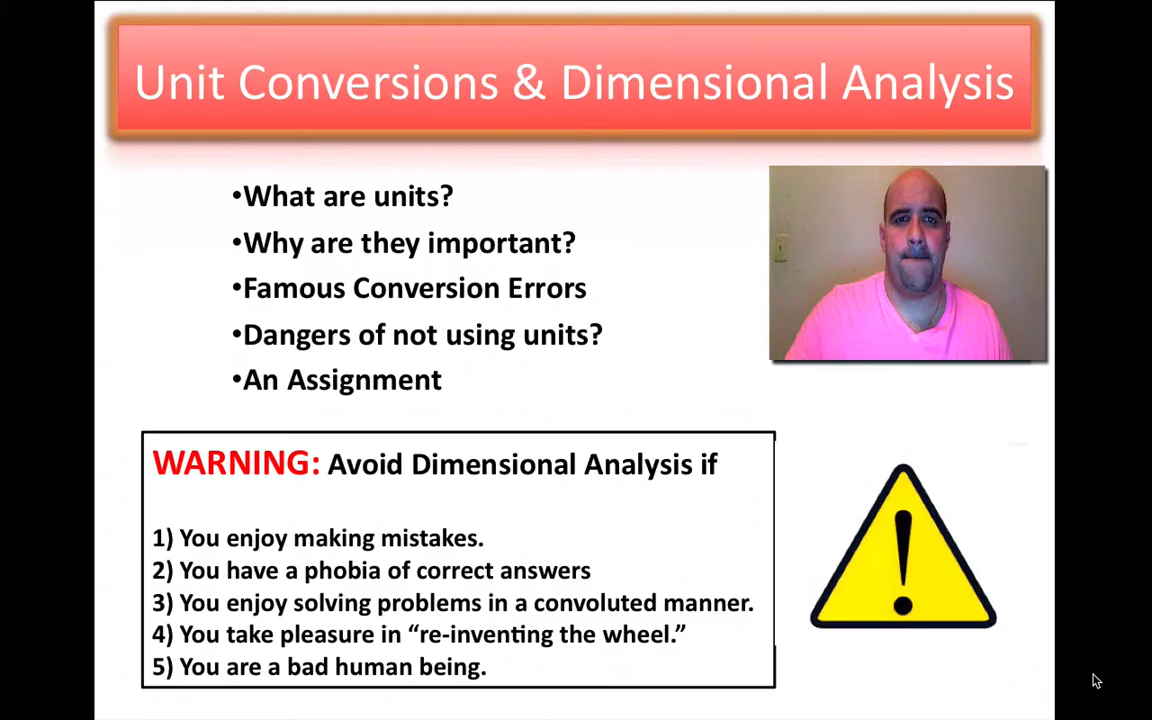 Unit Conversions & Dimensional Analysis
•What are units?
•Why are they important?
•Famous Conversion Errors
•Dangers of not using units?
•An Assignment
WARNING: Avoid Dimensional Analysis if
1) You enjoy making mistakes.
2) You have a phobia of correct answers
3) You enjoy solving problems in a convoluted manner.
4) You take pleasure in “re-inventing the wheel.”
5) You are a bad human being.